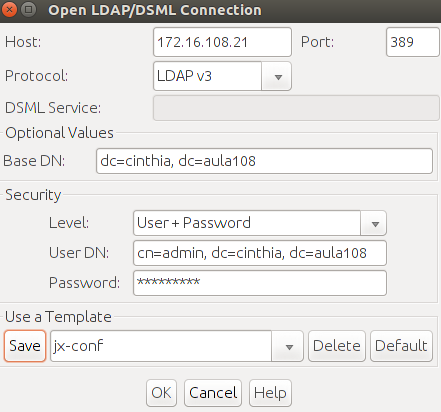 Open LDAP/DSML Connection
Host: 172.16.108.21 Port: 389
Protocol: LDAP v3
DSML Service:
Optional Values
Base DN: dc=cinthia, dc=aula108
Security
Level: User + Password
User DN: cn=admin, dc=cinthia, dc=aula108
Password: *********
Use a Template
Save jx-conf Delete Default
OK Cancel Help